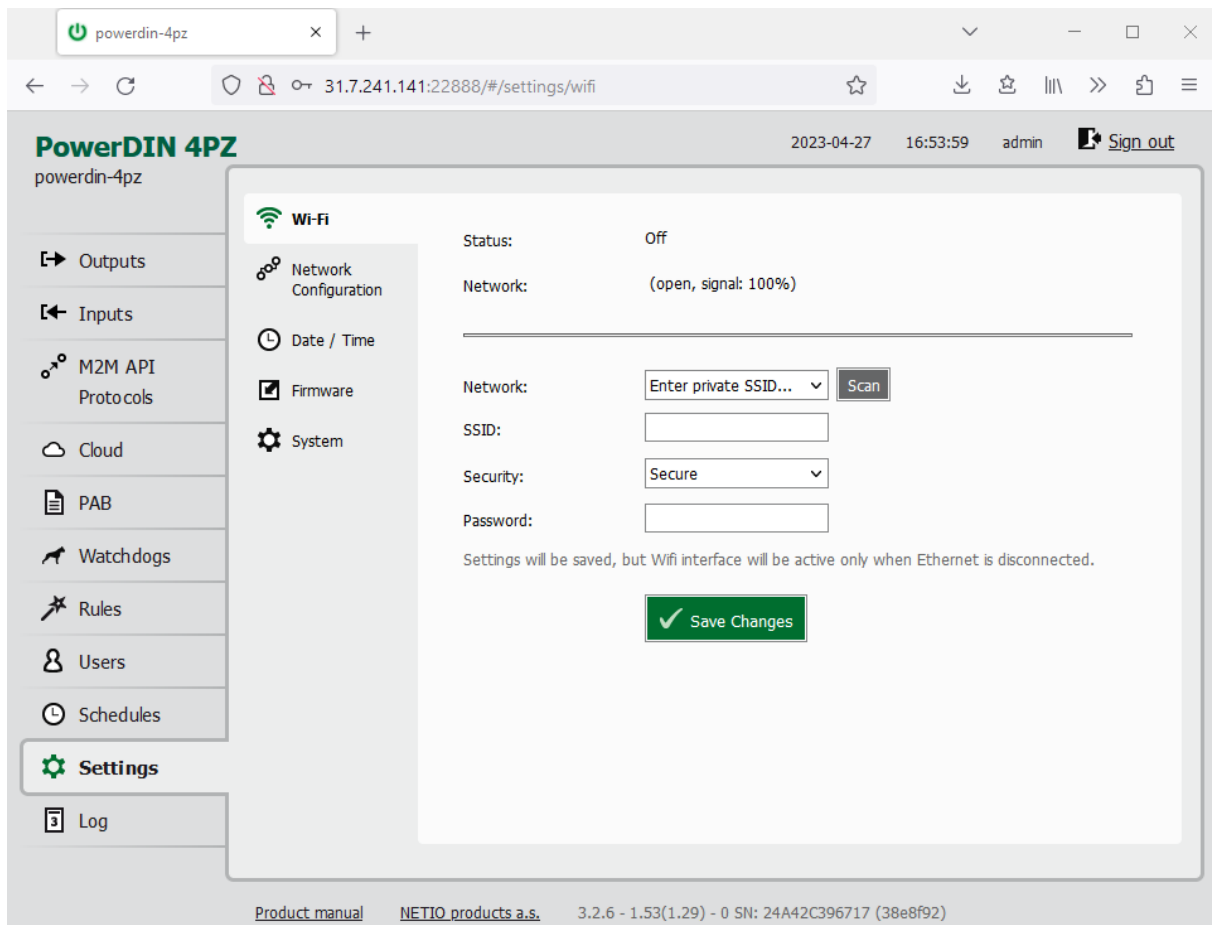 powerdin-4pz
31.7.241.141:22888/#/settings/wifi
PowerDIN 4PZ
powerdin-4pz
2023-04-27 16:53:59 admin Sign out
Outputs
Inputs
M2M API
Protocols
Cloud
PAB
Watchdogs
Rules
Users
Schedules
Settings
3 Log
Wi-Fi
Network
Configuration
Date / Time
Firmware
System
Status: Off
Network: (open, signal: 100%)
Network: Enter private SSID... Scan
SSID:
Security: Secure
Password:
Settings will be saved, but Wifi interface will be active only when Ethernet is disconnected.
Save Changes
Product manual NETIO products a.s. 3.2.6 - 1.53(1.29) - 0 SN: 24A42C396717 (38e8f92)